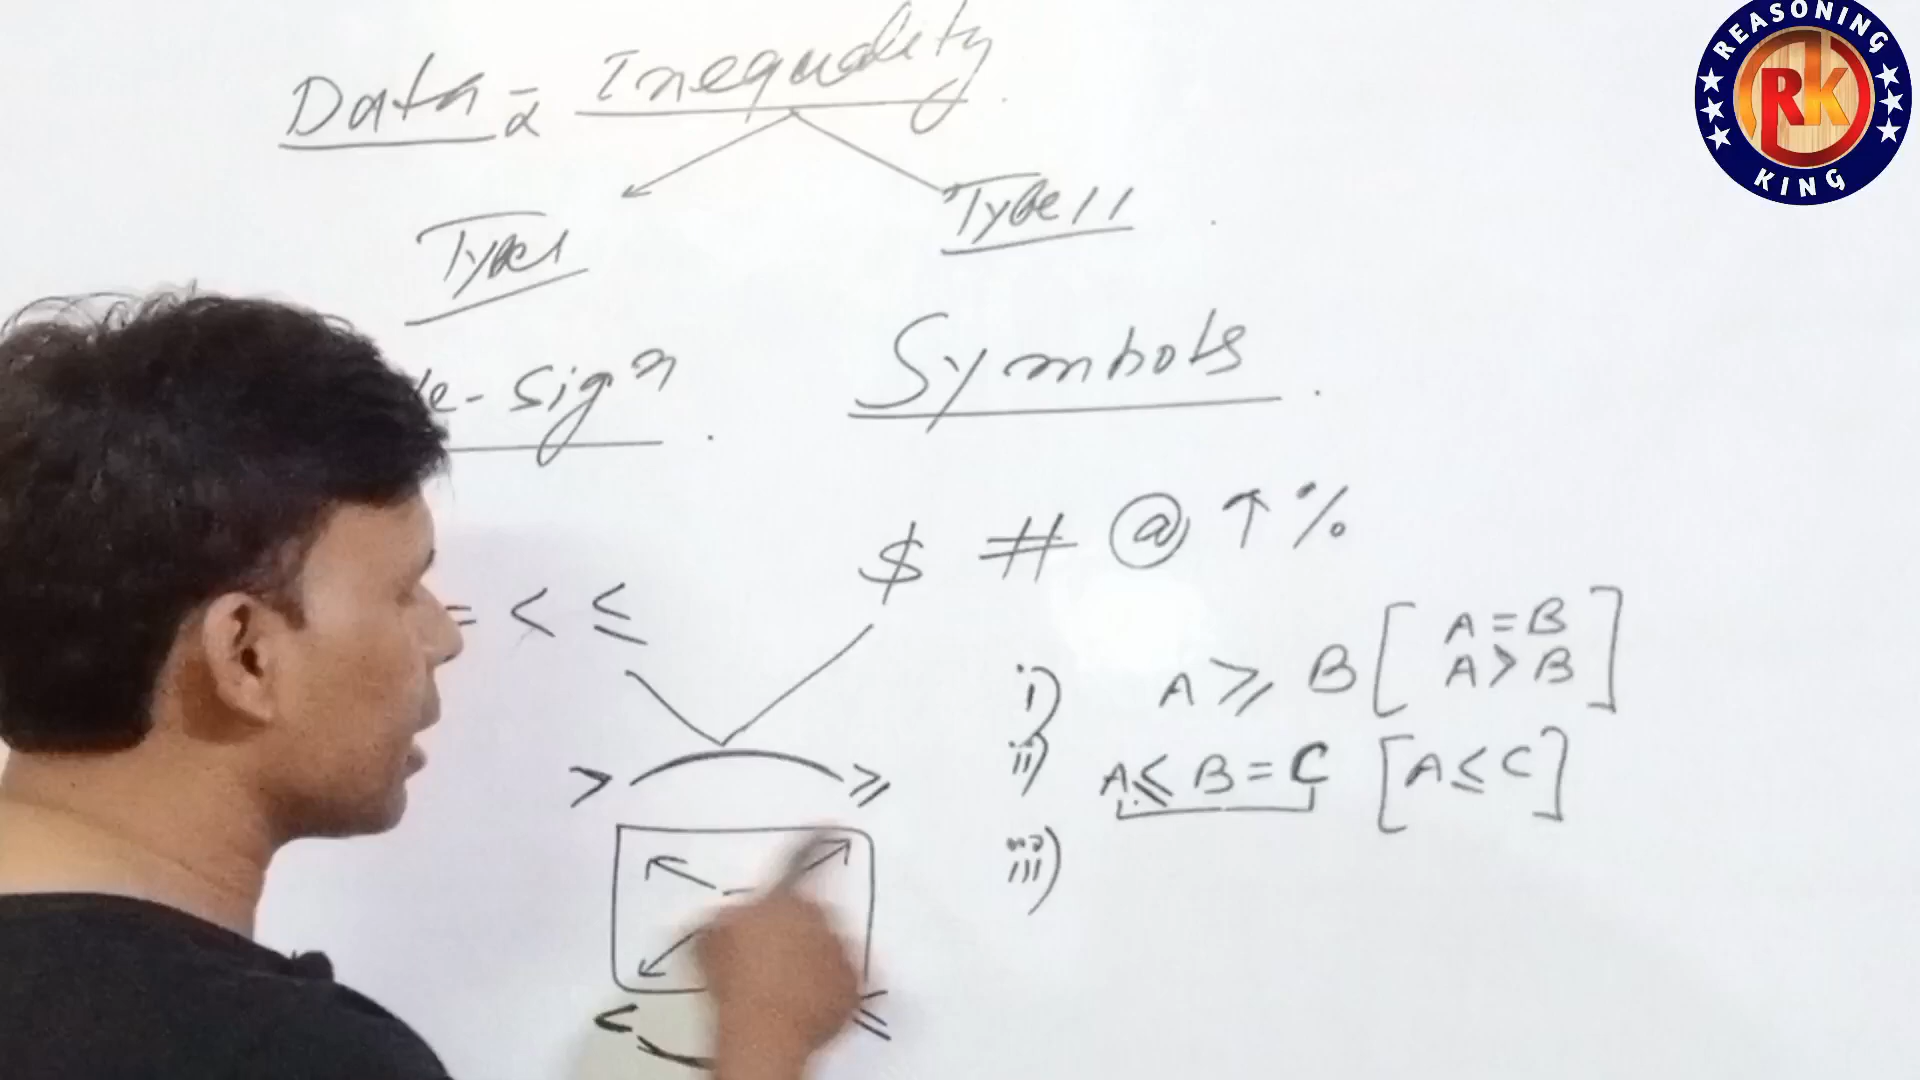 Data = Inequality
REASONING
RK
KING
Type I
Type II
- Sign
Symbols
$ # @ ↑ %
= < ≤
i) A ≥ B [ A = B
A > B ]
> ≥
ii) A ≤ B = C [A ≤ C]
iii)
< ≤